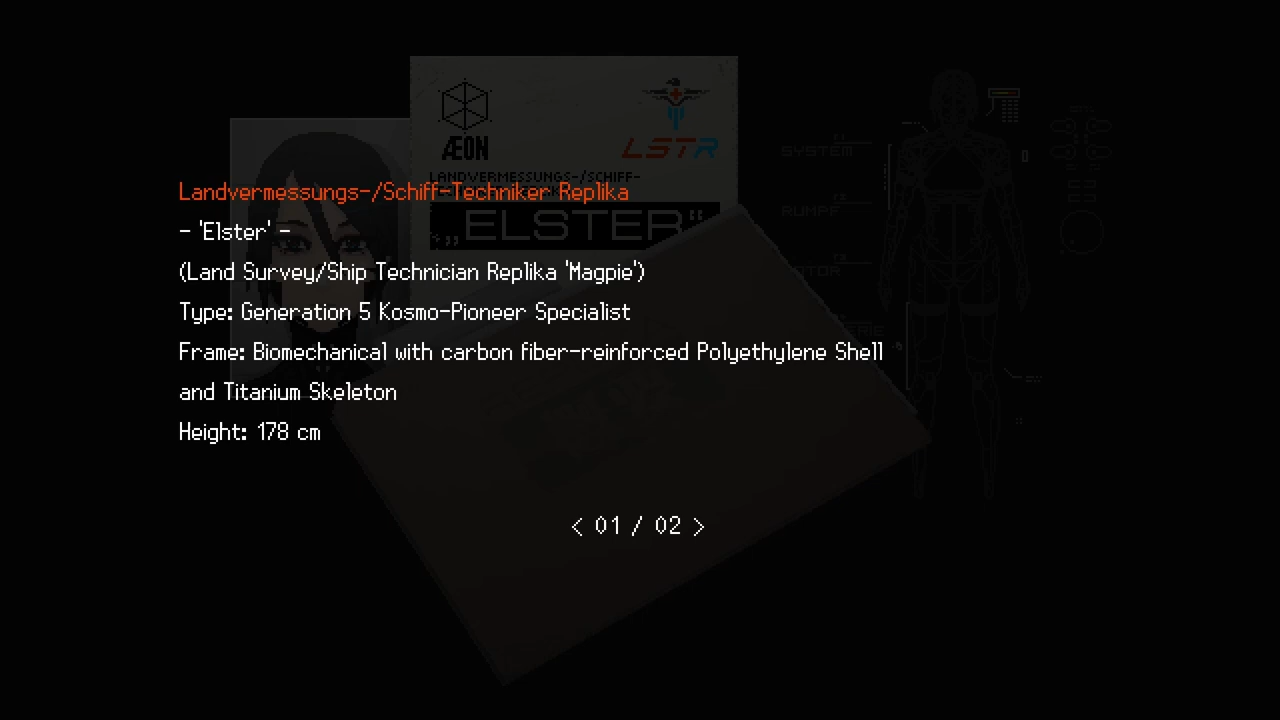 ÆON
LSTR
LANDVERMESSUNGS-/SCHIFF-
„ELSTER“
SYSTEM
RUMPF
Landvermessungs-/Schiff-Techniker Replika
- 'Elster' -
(Land Survey/Ship Technician Replika 'Magpie')
Type: Generation 5 Kosmo-Pioneer Specialist
Frame: Biomechanical with carbon fiber-reinforced Polyethylene Shell
and Titanium Skeleton
Height: 178 cm
< 01 / 02 >